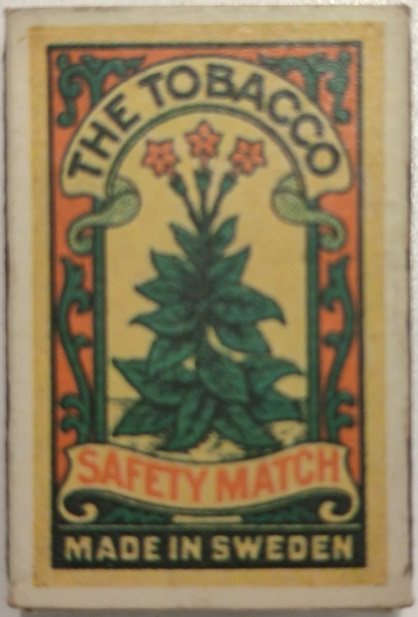 THE TOBACCO
SAFETY MATCH
MADE IN SWEDEN